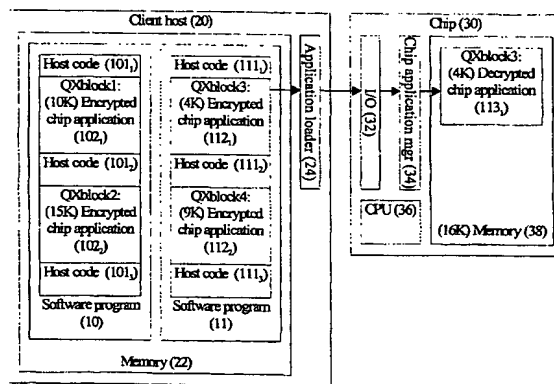 Client host (20)
Host code (101₁)
QXblock1:
(10K) Encrypted
chip application
(102₁)
Host code (101₂)
QXblock2:
(15K) Encrypted
chip application
(102₂)
Host code (101₃)
Software program
(10)
Host code (111₁)
QXblock3:
(4K) Encrypted
chip application
(112₁)
Host code (111₂)
QXblock4:
(9K) Encrypted
chip application
(112₂)
Host code (111₃)
Software program
(11)
Memory (22)
Application loader (24)
Chip (30)
I/O (32)
Chip application mgr (34)
CPU (36)
QXblock3:
(4K) Decrypted
chip application
(113₁)
(16K) Memory (38)